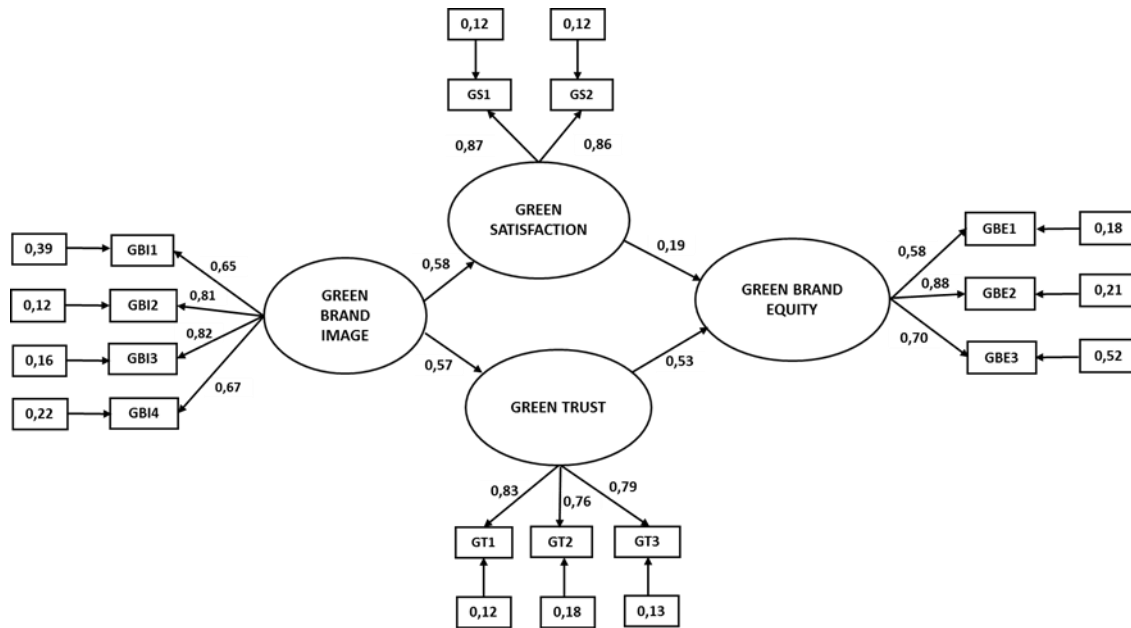 0,12
0,12
GS1
GS2
0,87
0,86
GREEN
SATISFACTION
0,39
GBI1
0,65
0,12
GBI2
0,81
0,16
GBI3
0,82
0,22
GBI4
0,67
GREEN
BRAND
IMAGE
0,58
0,57
0,19
0,53
GREEN BRAND
EQUITY
0,58
GBE1
0,18
0,88
GBE2
0,21
0,70
GBE3
0,52
GREEN TRUST
0,83
0,76
0,79
GT1
GT2
GT3
0,12
0,18
0,13